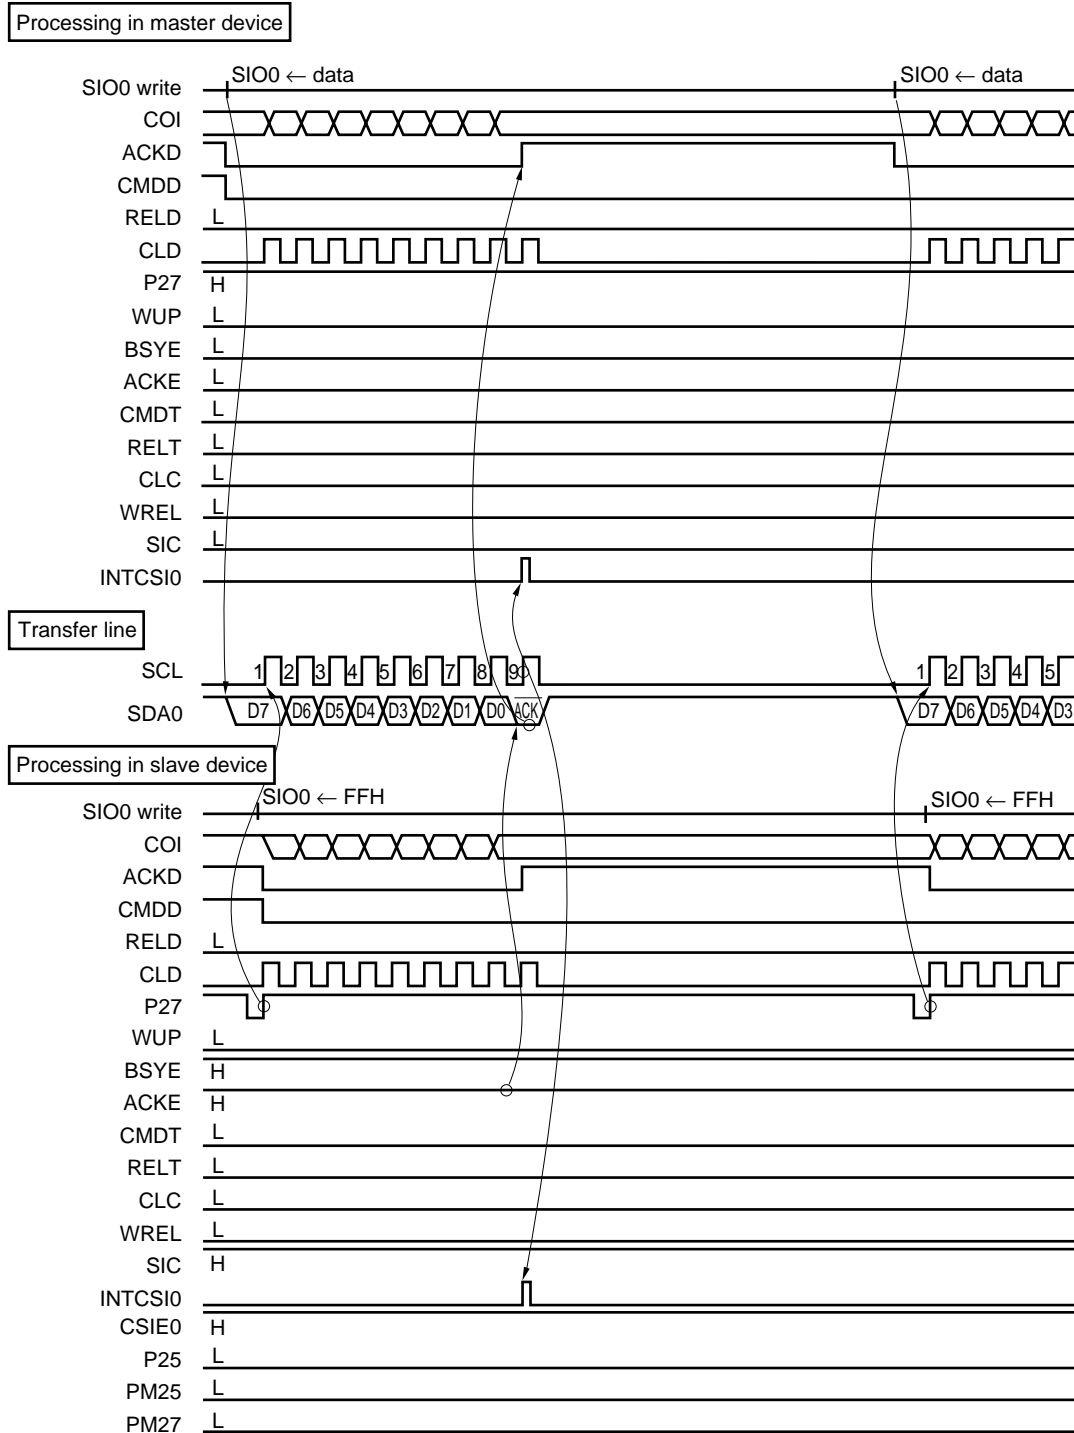 Processing in master device
SIO0 ← data SIO0 ← data
SIO0 write
COI
ACKD
CMDD
RELD L
CLD
P27 H
WUP L
BSYE L
ACKE L
CMDT L
RELT L
CLC L
WREL L
SIC L
INTCSI0
Transfer line
SCL 1 2 3 4 5 6 7 8 9 1 2 3 4 5
SDA0 D7 D6 D5 D4 D3 D2 D1 D0 ACK D7 D6 D5 D4 D3
Processing in slave device
SIO0 ← FFH SIO0 ← FFH
SIO0 write
COI
ACKD
CMDD
RELD L
CLD
P27
WUP L
BSYE H
ACKE H
CMDT L
RELT L
CLC L
WREL L
SIC H
INTCSI0
CSIE0 H
P25 L
PM25 L
PM27 L